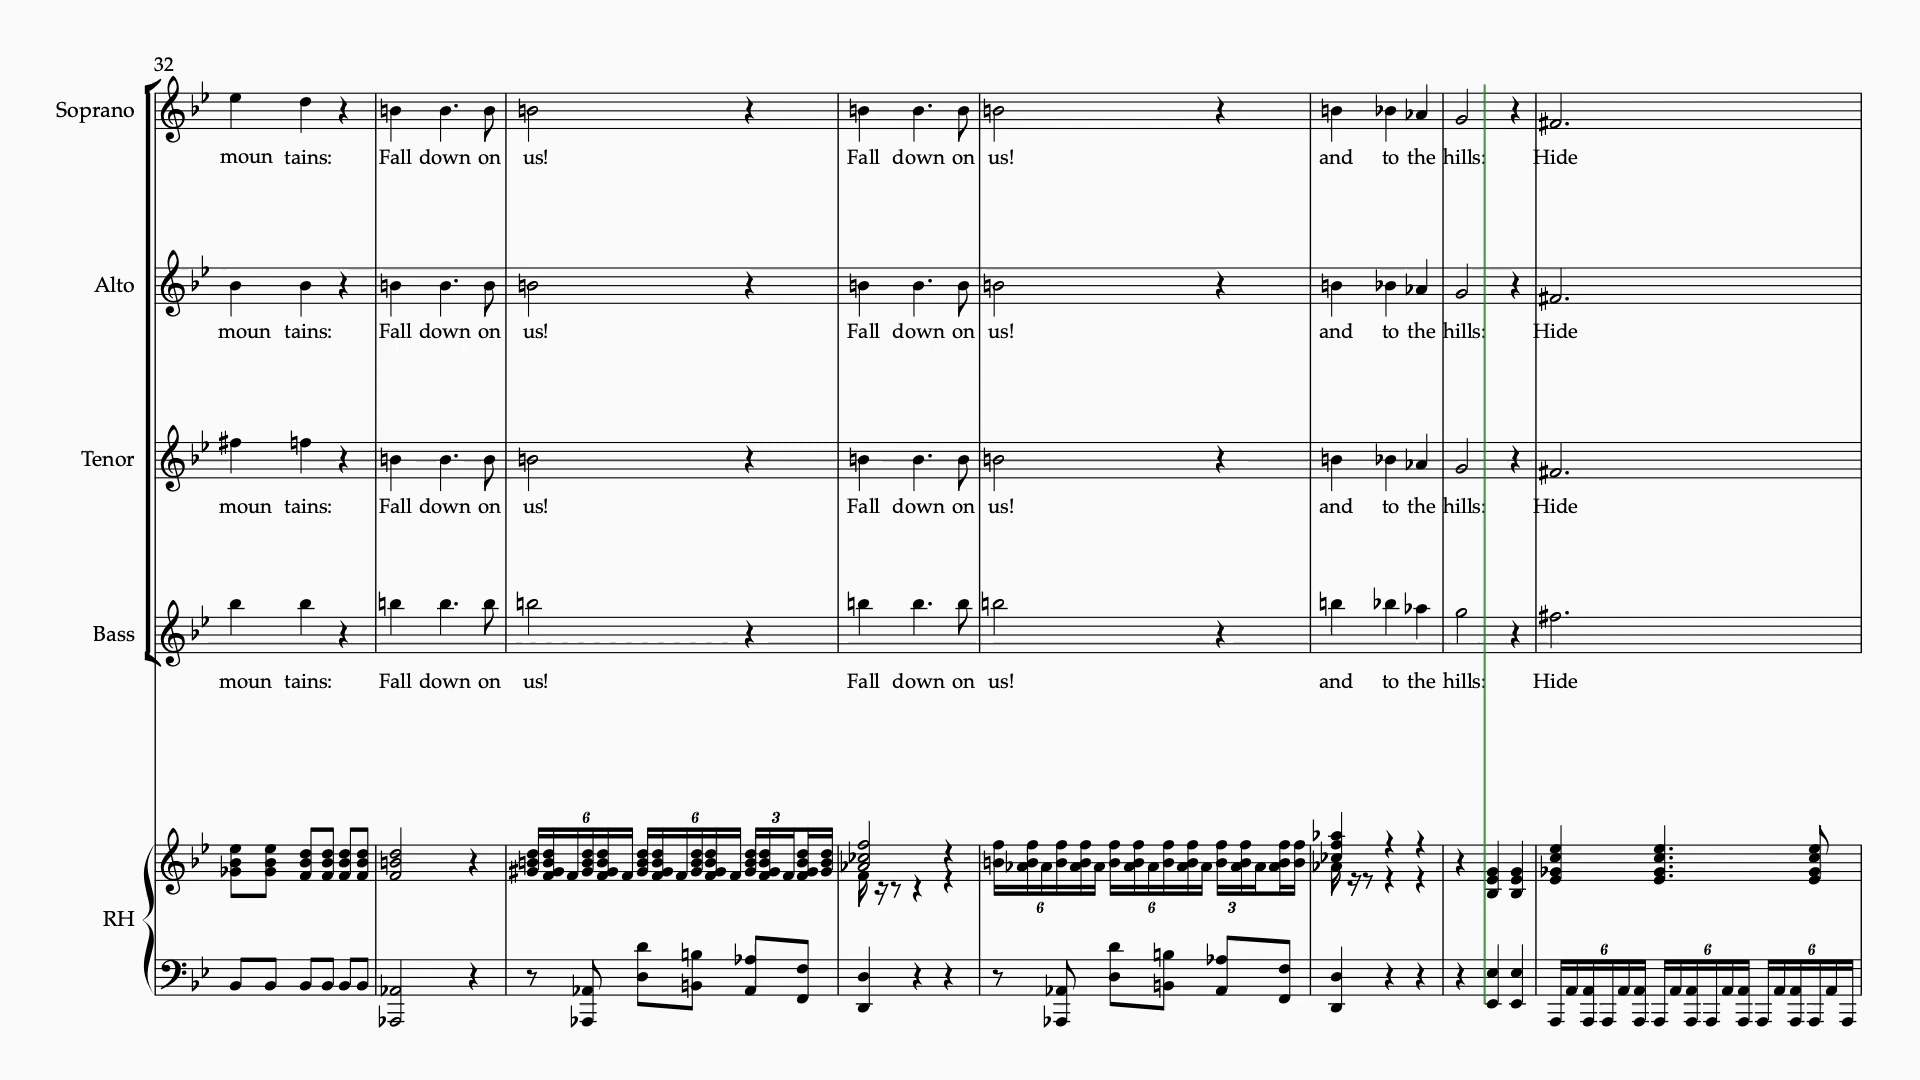 32
Soprano
moun tains: Fall down on us! Fall down on us! and to the hills: Hide
Alto
moun tains: Fall down on us! Fall down on us! and to the hills: Hide
Tenor
moun tains: Fall down on us! Fall down on us! and to the hills: Hide
Bass
moun tains: Fall down on us! Fall down on us! and to the hills: Hide
6 6 3
RH
6 6 3
6 6 6